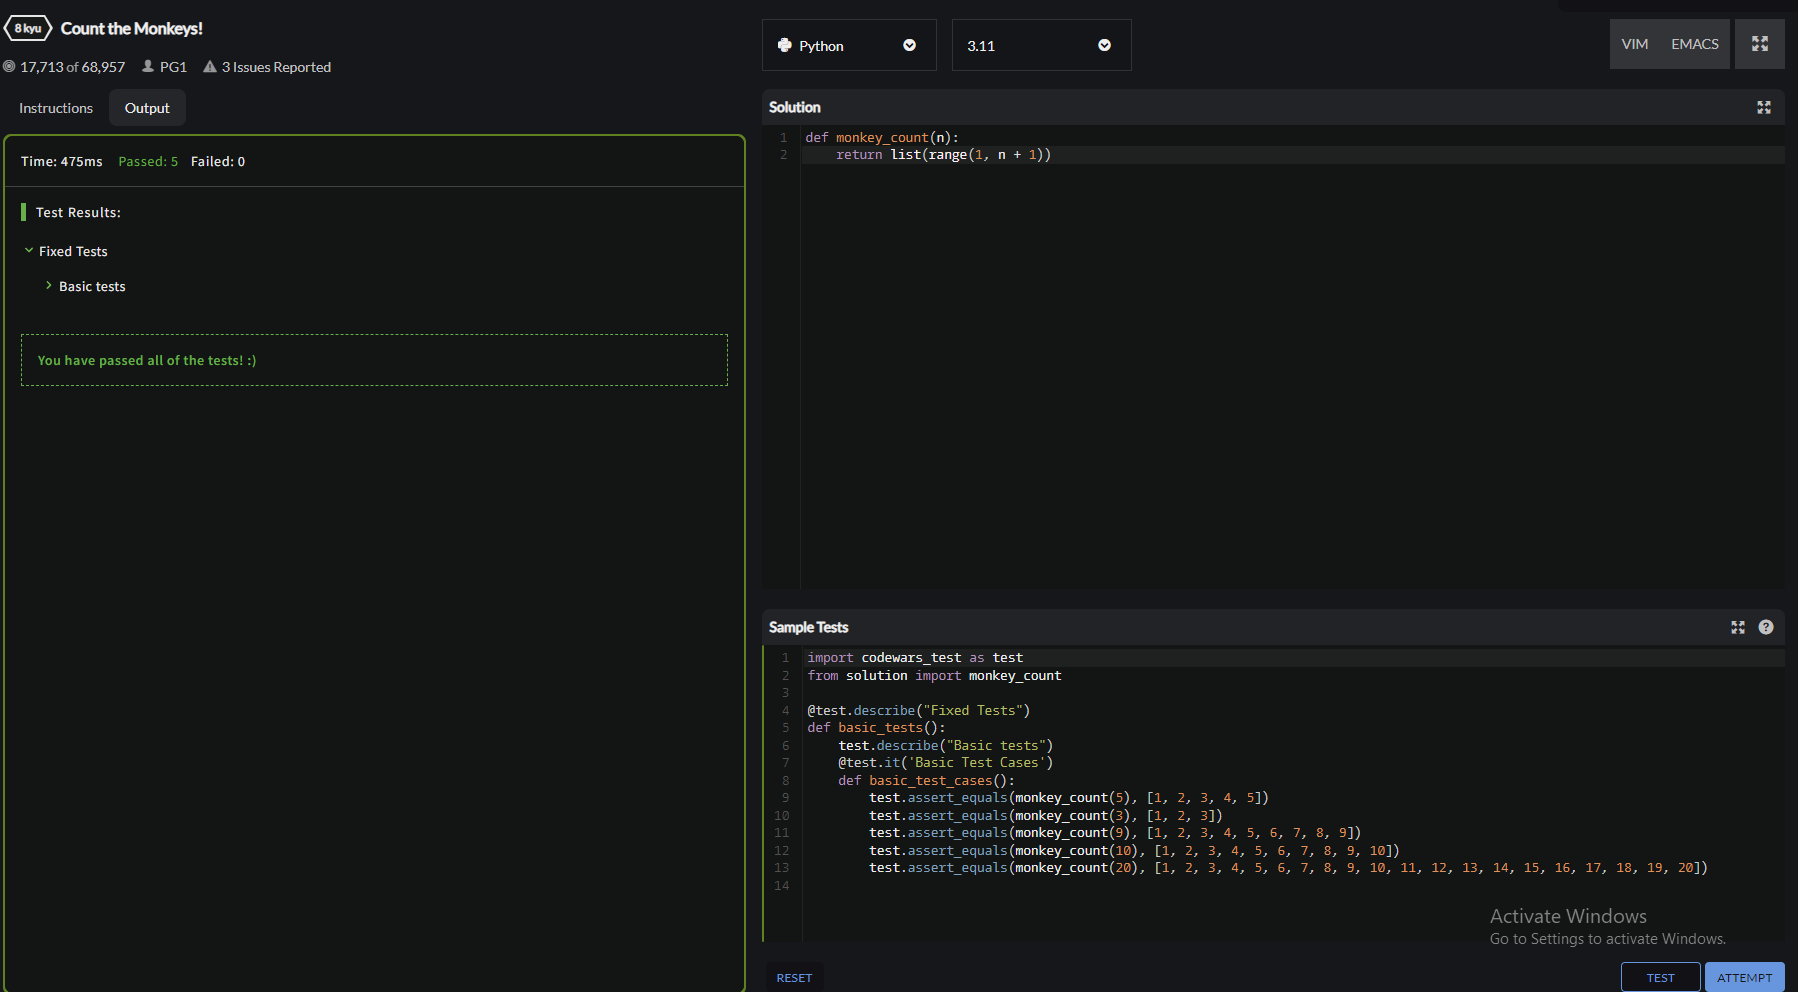 8 kyu Count the Monkeys!
17,713 of 68,957 PG1 3 Issues Reported
Instructions Output
Time: 475ms Passed: 5 Failed: 0
Test Results:
Fixed Tests
Basic tests
You have passed all of the tests! :)
Python 3.11 VIM EMACS
Solution
1 def monkey_count(n):
2     return list(range(1, n + 1))
Sample Tests ?
1 import codewars_test as test
2 from solution import monkey_count
3
4 @test.describe("Fixed Tests")
5 def basic_tests():
6     test.describe("Basic tests")
7     @test.it('Basic Test Cases')
8     def basic_test_cases():
9         test.assert_equals(monkey_count(5), [1, 2, 3, 4, 5])
10         test.assert_equals(monkey_count(3), [1, 2, 3])
11         test.assert_equals(monkey_count(9), [1, 2, 3, 4, 5, 6, 7, 8, 9])
12         test.assert_equals(monkey_count(10), [1, 2, 3, 4, 5, 6, 7, 8, 9, 10])
13         test.assert_equals(monkey_count(20), [1, 2, 3, 4, 5, 6, 7, 8, 9, 10, 11, 12, 13, 14, 15, 16, 17, 18, 19, 20])
14
Activate Windows
Go to Settings to activate Windows.
RESET TEST ATTEMPT